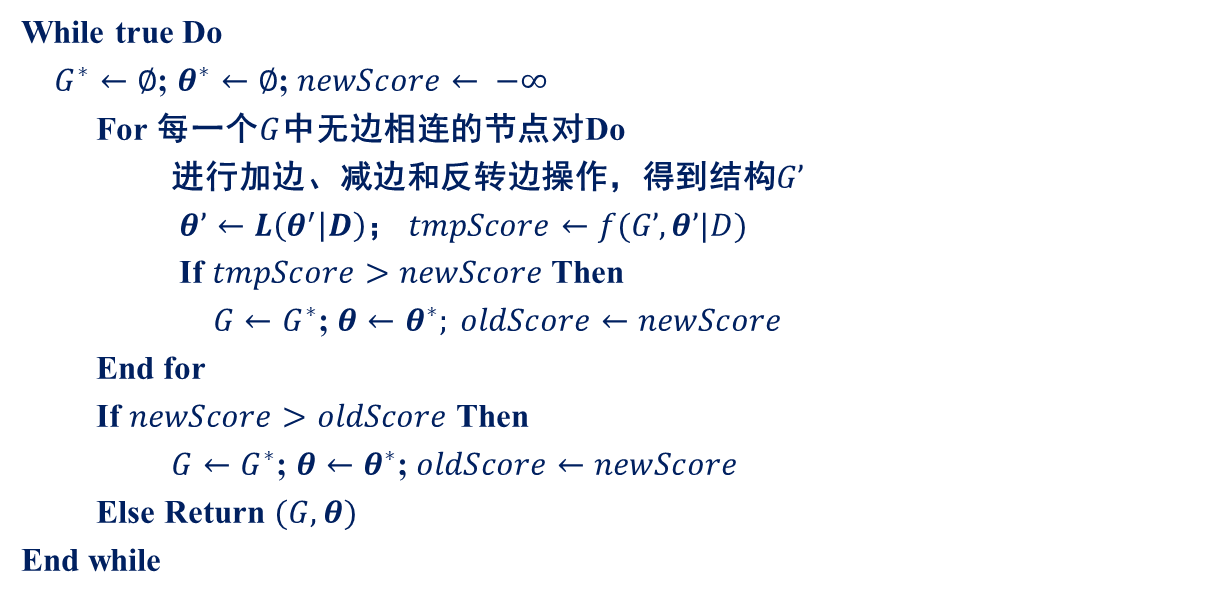 While true Do
G* ← ∅; θ* ← ∅; newScore ← −∞
For 每一个G中无边相连的节点对Do
进行加边、减边和反转边操作，得到结构G’
θ’ ← L(θ′|D)； tmpScore ← f(G’, θ’|D)
If tmpScore > newScore Then
G ← G*; θ ← θ*; oldScore ← newScore
End for
If newScore > oldScore Then
G ← G*; θ ← θ*; oldScore ← newScore
Else Return (G, θ)
End while